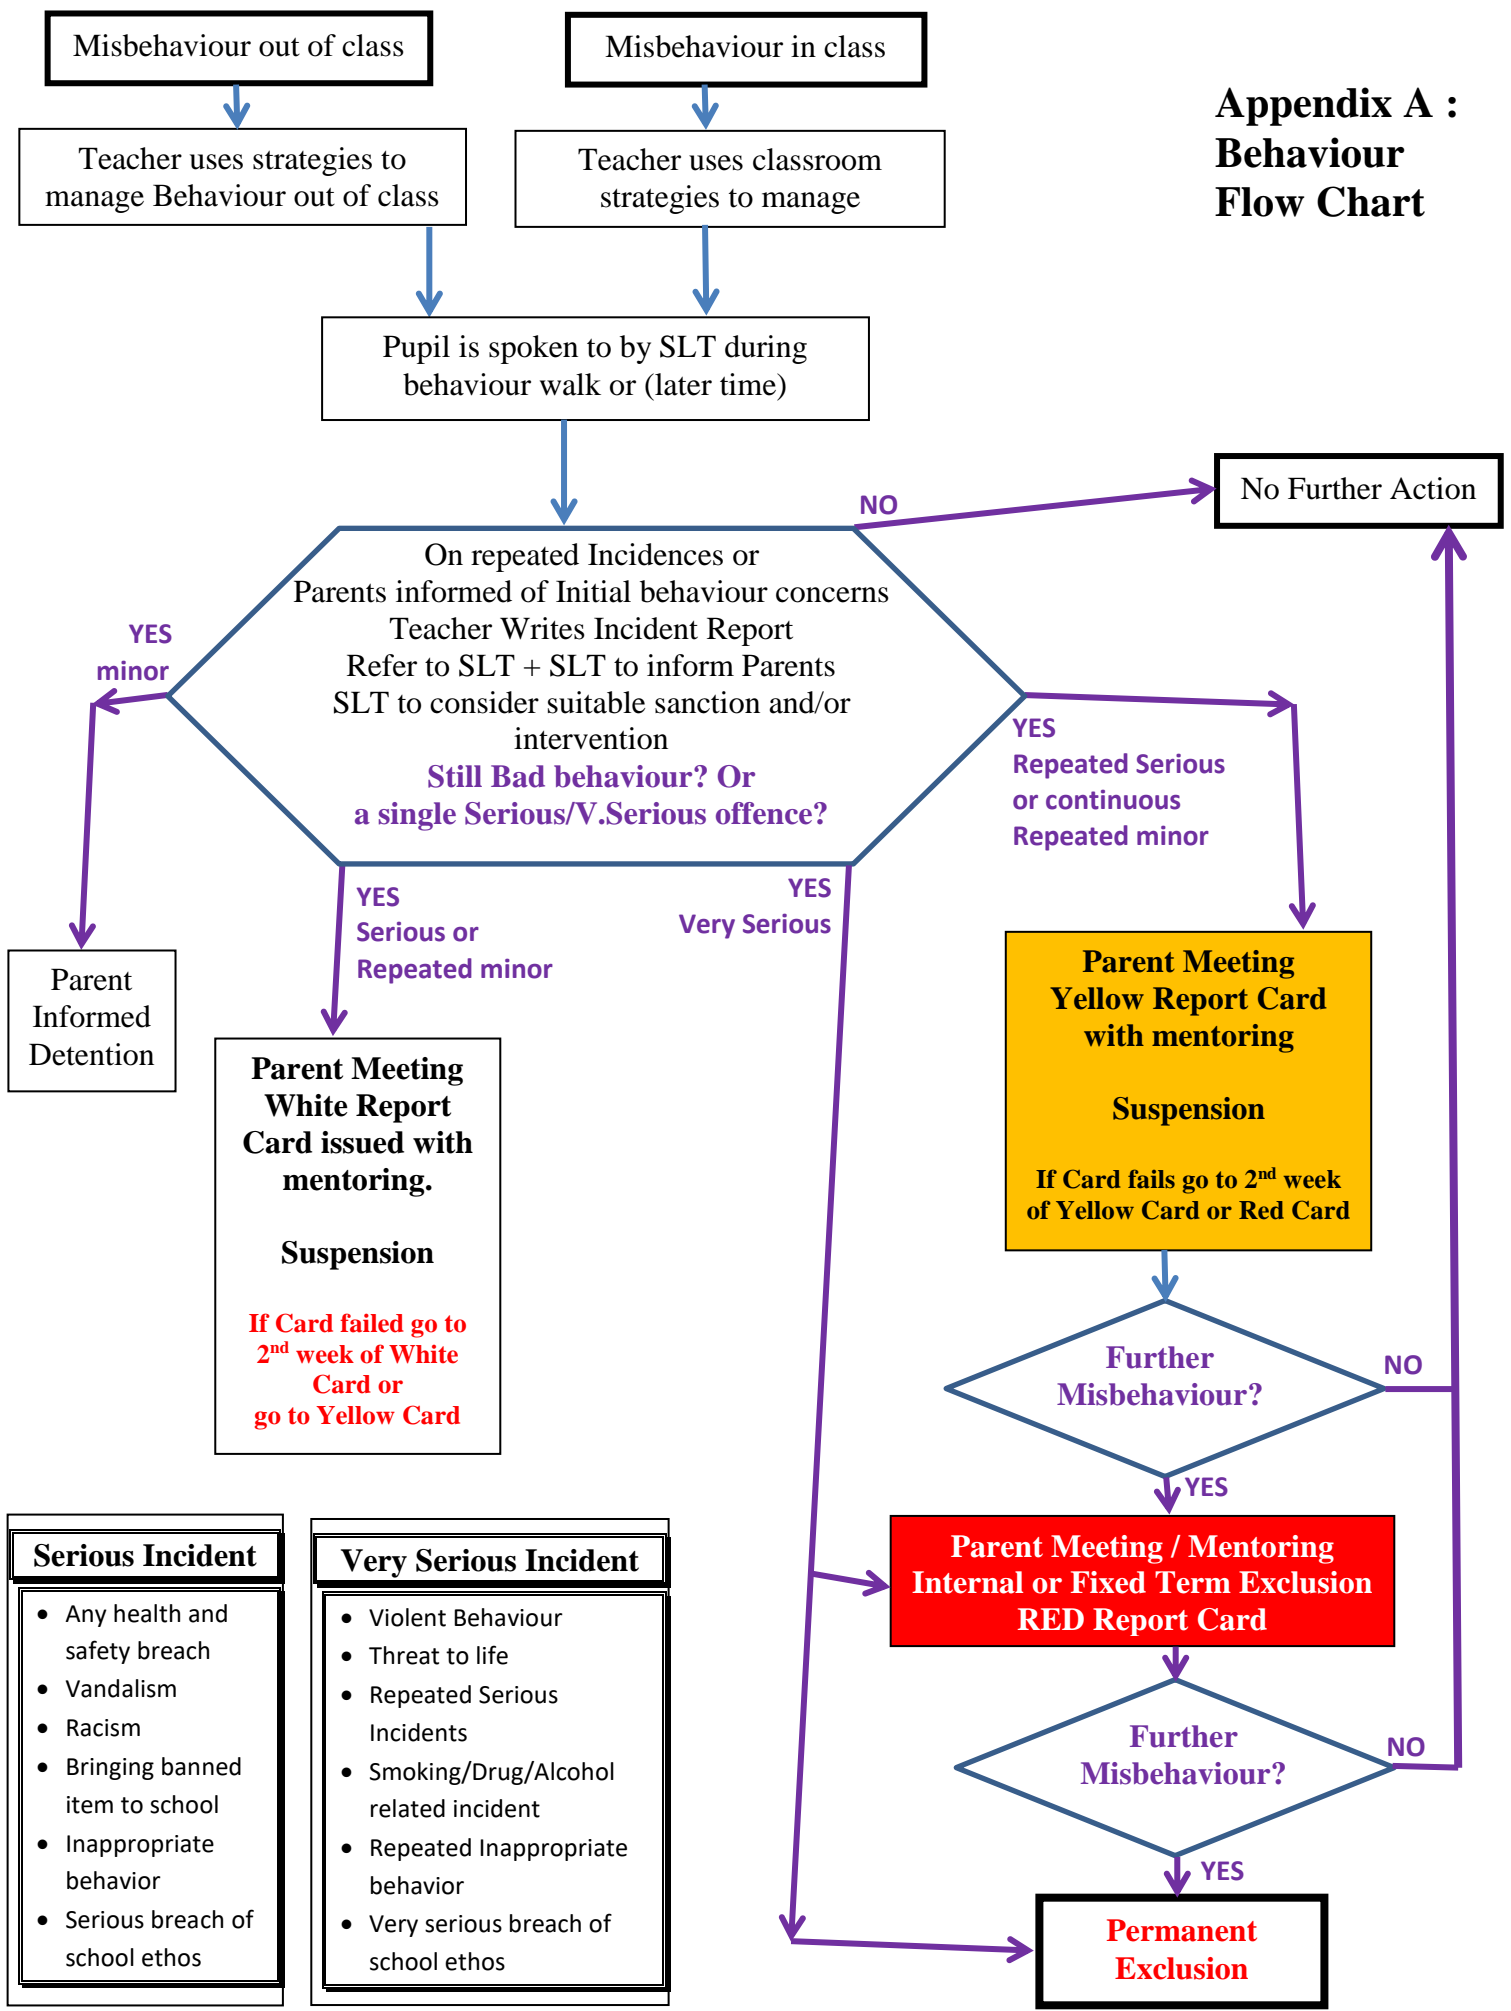 Misbehaviour out of class
Misbehaviour in class
Appendix A :
Behaviour
Flow Chart
Teacher uses strategies to
manage Behaviour out of class
Teacher uses classroom
strategies to manage
Pupil is spoken to by SLT during
behaviour walk or (later time)
No Further Action
NO
On repeated Incidences or
Parents informed of Initial behaviour concerns
Teacher Writes Incident Report
Refer to SLT + SLT to inform Parents
SLT to consider suitable sanction and/or
intervention
Still Bad behaviour? Or
a single Serious/V.Serious offence?
YES
minor
YES
Repeated Serious
or continuous
Repeated minor
YES
Serious or
Repeated minor
YES
Very Serious
Parent
Informed
Detention
Parent Meeting
White Report
Card issued with
mentoring.
Suspension
If Card failed go to
2nd week of White
Card or
go to Yellow Card
Parent Meeting
Yellow Report Card
with mentoring
Suspension
If Card fails go to 2nd week
of Yellow Card or Red Card
Further
Misbehaviour?
NO
YES
Parent Meeting / Mentoring
Internal or Fixed Term Exclusion
RED Report Card
Further
Misbehaviour?
NO
YES
Permanent
Exclusion
Serious Incident
• Any health and
safety breach
• Vandalism
• Racism
• Bringing banned
item to school
• Inappropriate
behavior
• Serious breach of
school ethos
Very Serious Incident
• Violent Behaviour
• Threat to life
• Repeated Serious
Incidents
• Smoking/Drug/Alcohol
related incident
• Repeated Inappropriate
behavior
• Very serious breach of
school ethos